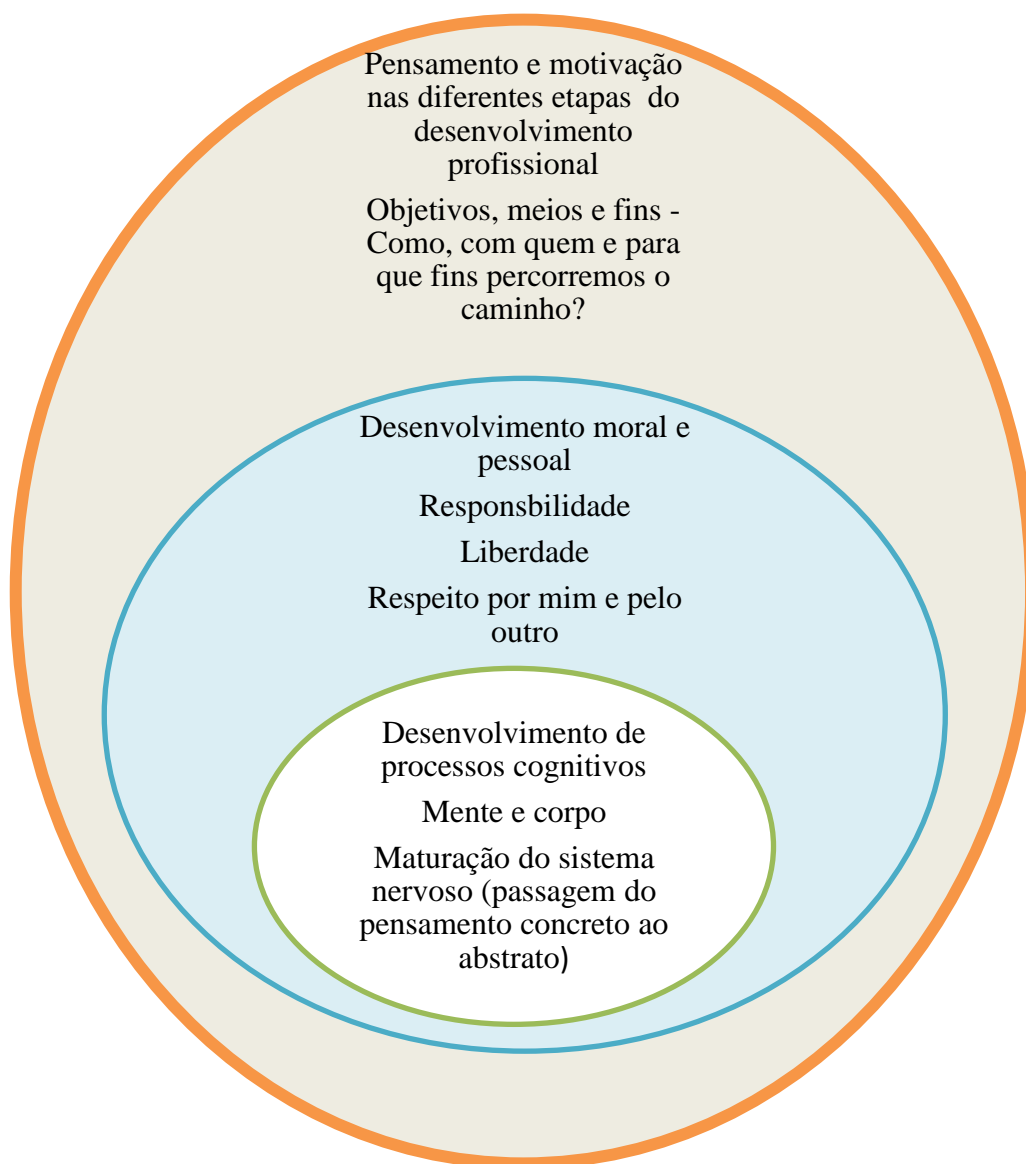 Pensamento e motivação
nas diferentes etapas do
desenvolvimento
profissional
Objetivos, meios e fins -
Como, com quem e para
que fins percorremos o
caminho?
Desenvolvimento moral e
pessoal
Responsbilidade
Liberdade
Respeito por mim e pelo
outro
Desenvolvimento de
processos cognitivos
Mente e corpo
Maturação do sistema
nervoso (passagem do
pensamento concreto ao
abstrato)